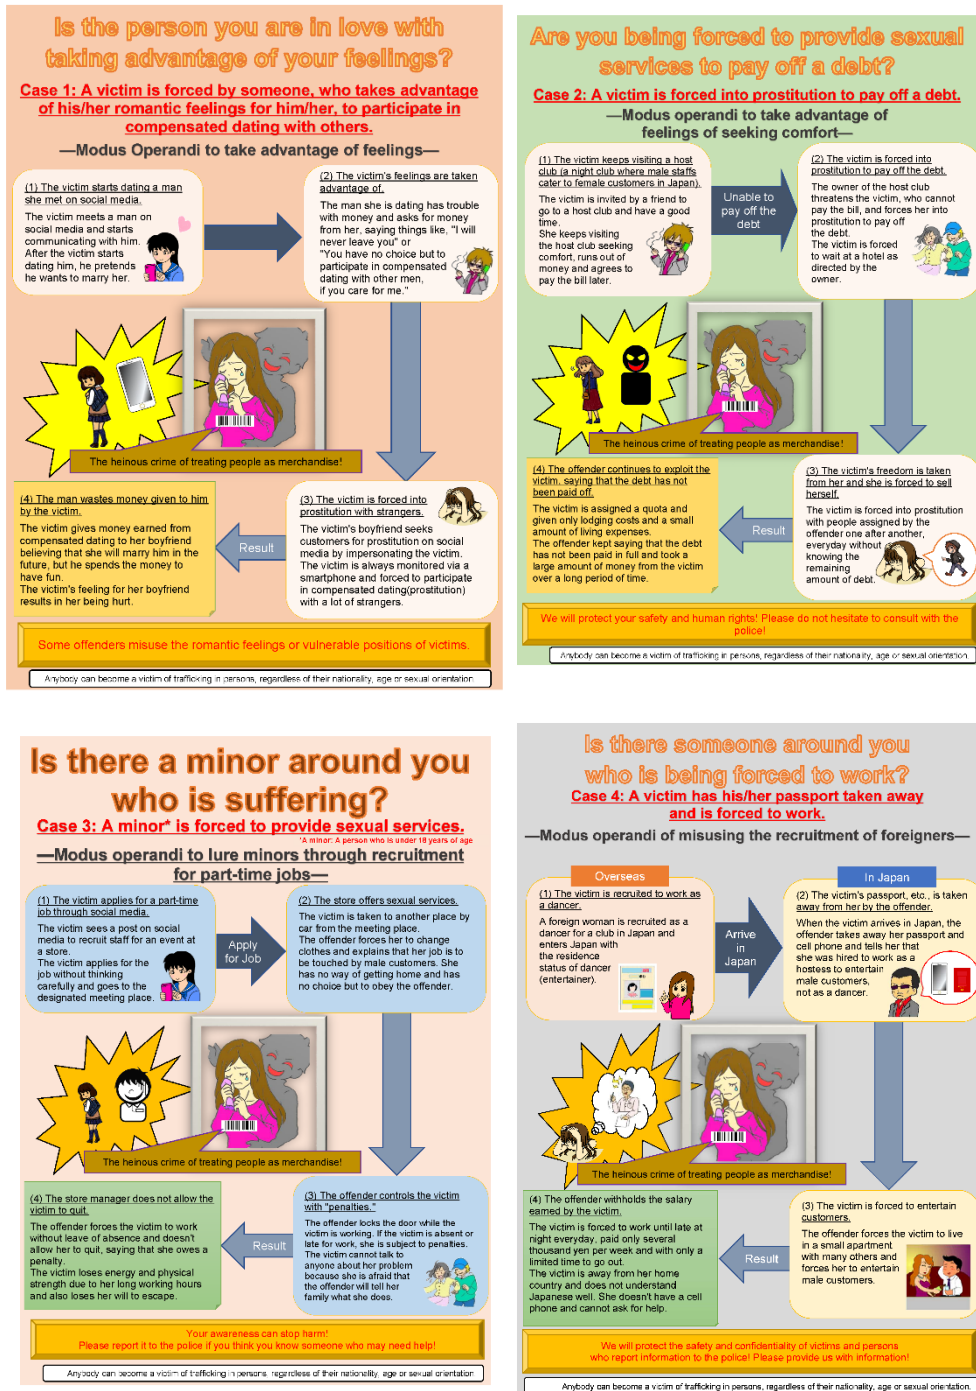 Is the person you are in love with
taking advantage of your feelings?
Case 1: A victim is forced by someone, who takes advantage
of his/her romantic feelings for him/her, to participate in
compensated dating with others.
—Modus Operandi to take advantage of feelings—
(1) The victim starts dating a man
she met on social media.
The victim meets a man on
social media and starts
communicating with him.
After the victim starts
dating him, he pretends
he wants to marry her.
(2) The victim's feelings are taken
advantage of.
The man she is dating has trouble
with money and asks for money
from her, saying things like, "I will
never leave you" or
"You have no choice but to
participate in compensated
dating with other men,
if you care for me."
The heinous crime of treating people as merchandise!
(4) The man wastes money given to him
by the victim.
The victim gives money earned from
compensated dating to her boyfriend
believing that she will marry him in the
future, but he spends the money to
have fun.
The victim's feeling for her boyfriend
results in her being hurt.
Result
(3) The victim is forced into
prostitution with strangers.
The victim's boyfriend seeks
customers for prostitution on social
media by impersonating the victim.
The victim is always monitored via a
smartphone and forced to participate
in compensated dating(prostitution)
with a lot of strangers.
Some offenders misuse the romantic feelings or vulnerable positions of victims.
Anybody can become a victim of trafficking in persons, regardless of their nationality, age or sexual orientation
Are you being forced to provide sexual
services to pay off a debt?
Case 2: A victim is forced into prostitution to pay off a debt.
—Modus operandi to take advantage of
feelings of seeking comfort—
(1) The victim keeps visiting a host
club (a night club where male staffs
cater to female customers in Japan).
The victim is invited by a friend to
go to a host club and have a good
time.
She keeps visiting
the host club seeking
comfort, runs out of
money and agrees to
pay the bill later.
Unable to
pay off the
debt
(2) The victim is forced into
prostitution to pay off the debt.
The owner of the host club
threatens the victim, who cannot
pay the bill, and forces her into
prostitution to pay off
the debt.
The victim is forced
to wait at a hotel as
directed by the
owner.
The heinous crime of treating people as merchandise!
(4) The offender continues to exploit the
victim, saying that the debt has not
been paid off.
The victim is assigned a quota and
given only lodging costs and a small
amount of living expenses.
The offender kept saying that the debt
has not been paid in full and took a
large amount of money from the victim
over a long period of time.
Result
(3) The victim's freedom is taken
from her and she is forced to sell
herself.
The victim is forced into prostitution
with people assigned by the
offender one after another,
everyday without
knowing the
remaining
amount of debt.
We will protect your safety and human rights! Please do not hesitate to consult with the
police!
Anybody can become a victim of trafficking in persons, regardless of their nationality, age or sexual orientation.
Is there a minor around you
who is suffering?
Case 3: A minor* is forced to provide sexual services.
*A minor: A person who is under 18 years of age
—Modus operandi to lure minors through recruitment
for part-time jobs—
(1) The victim applies for a part-time
job through social media.
The victim sees a post on social
media to recruit staff for an event at
a store.
The victim applies for the
job without thinking
carefully and goes to the
designated meeting place.
Apply
for Job
(2) The store offers sexual services.
The victim is taken to another place by
car from the meeting place.
The offender forces her to change
clothes and explains that her job is to
be touched by male customers. She
has no way of getting home and has
no choice but to obey the offender.
The heinous crime of treating people as merchandise!
(4) The store manager does not allow the
victim to quit.
The offender forces the victim to work
without leave of absence and doesn't
allow her to quit, saying that she owes a
penalty.
The victim loses energy and physical
strength due to her long working hours
and also loses her will to escape.
Result
(3) The offender controls the victim
with "penalties."
The offender locks the door while the
victim is working. If the victim is absent or
late for work, she is subject to penalties.
The victim cannot talk to
anyone about her problem
because she is afraid that
the offender will tell her
family what she does.
Your awareness can stop harm!
Please report it to the police if you think you know someone who may need help!
Anybody can become a victim of trafficking in persons, regardless of their nationality, age or sexual orientation
Is there someone around you
who is being forced to work?
Case 4: A victim has his/her passport taken away
and is forced to work.
—Modus operandi of misusing the recruitment of foreigners—
Overseas
(1) The victim is recruited to work as
a dancer.
A foreign woman is recruited as a
dancer for a club in Japan and
enters Japan with
the residence
status of dancer
(entertainer).
Arrive
in
Japan
In Japan
(2) The victim's passport, etc., is taken
away from her by the offender.
When the victim arrives in Japan, the
offender takes away her passport and
cell phone and tells her that
she was hired to work as a
hostess to entertain
male customers,
not as a dancer.
The heinous crime of treating people as merchandise!
(4) The offender withholds the salary
earned by the victim.
The victim is forced to work until late at
night everyday, paid only several
thousand yen per week and with only a
limited time to go out.
The victim is away from her home
country and does not understand
Japanese well. She doesn't have a cell
phone and cannot ask for help.
Result
(3) The victim is forced to entertain
customers.
The offender forces the victim to live
in a small apartment
with many others and
forces her to entertain
male customers.
We will protect the safety and confidentiality of victims and persons
who report information to the police! Please provide us with information!
Anybody can become a victim of trafficking in persons, regardless of their nationality, age or sexual orientation.